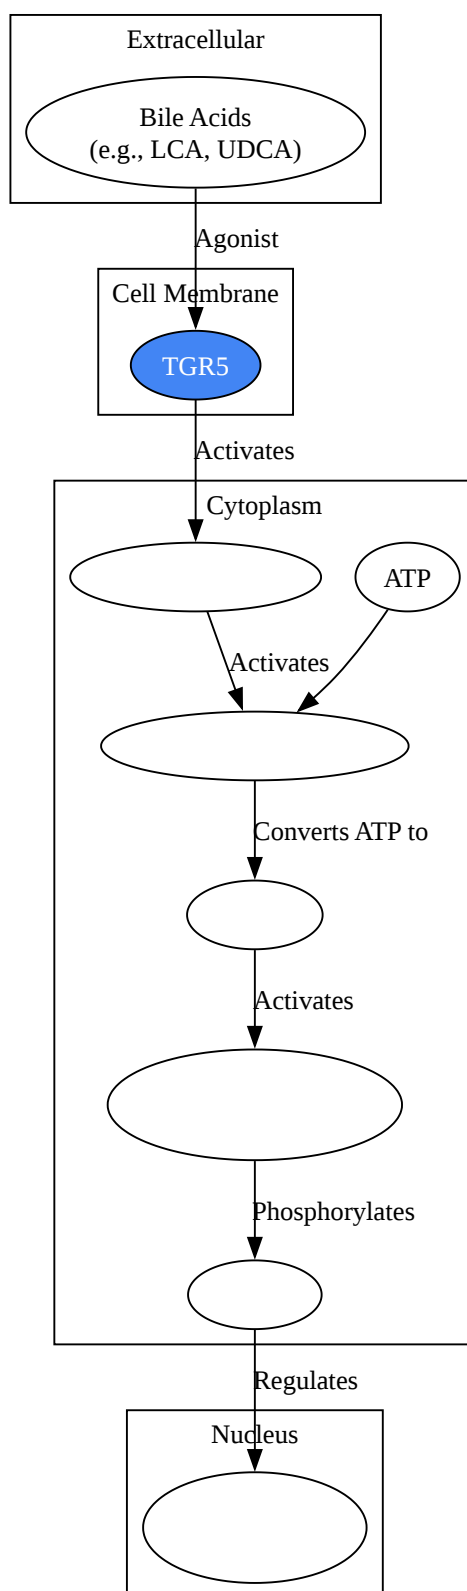 Extracellular
Bile Acids
(e.g., LCA, UDCA)
Agonist
Cell Membrane
TGR5
Activates
Cytoplasm
ATP
Activates
Converts ATP to
Activates
Phosphorylates
Regulates
Nucleus